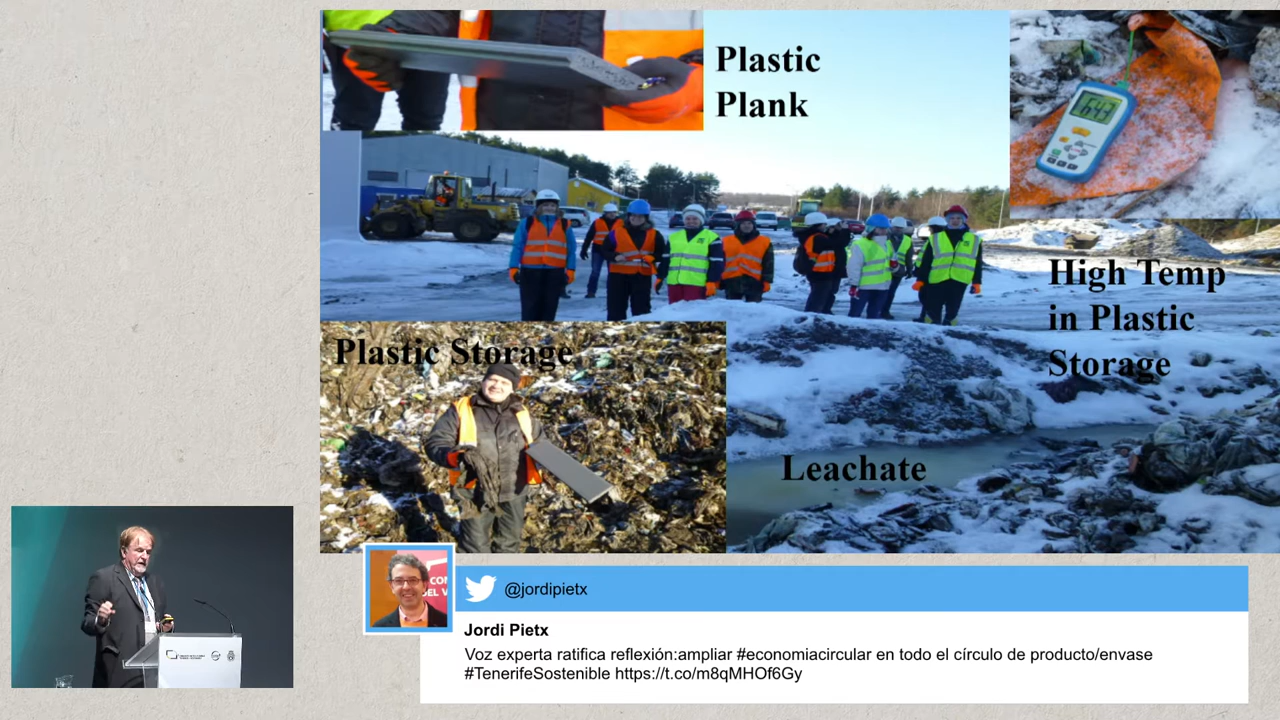 Plastic
Plank
643
High Temp
in Plastic
Storage
Plastic Storage
Leachate
@jordipietx
Jordi Pietx
Voz experta ratifica reflexión:ampliar #economiacircular en todo el círculo de producto/envase
#TenerifeSostenible https://t.co/m8qMHOf6Gy